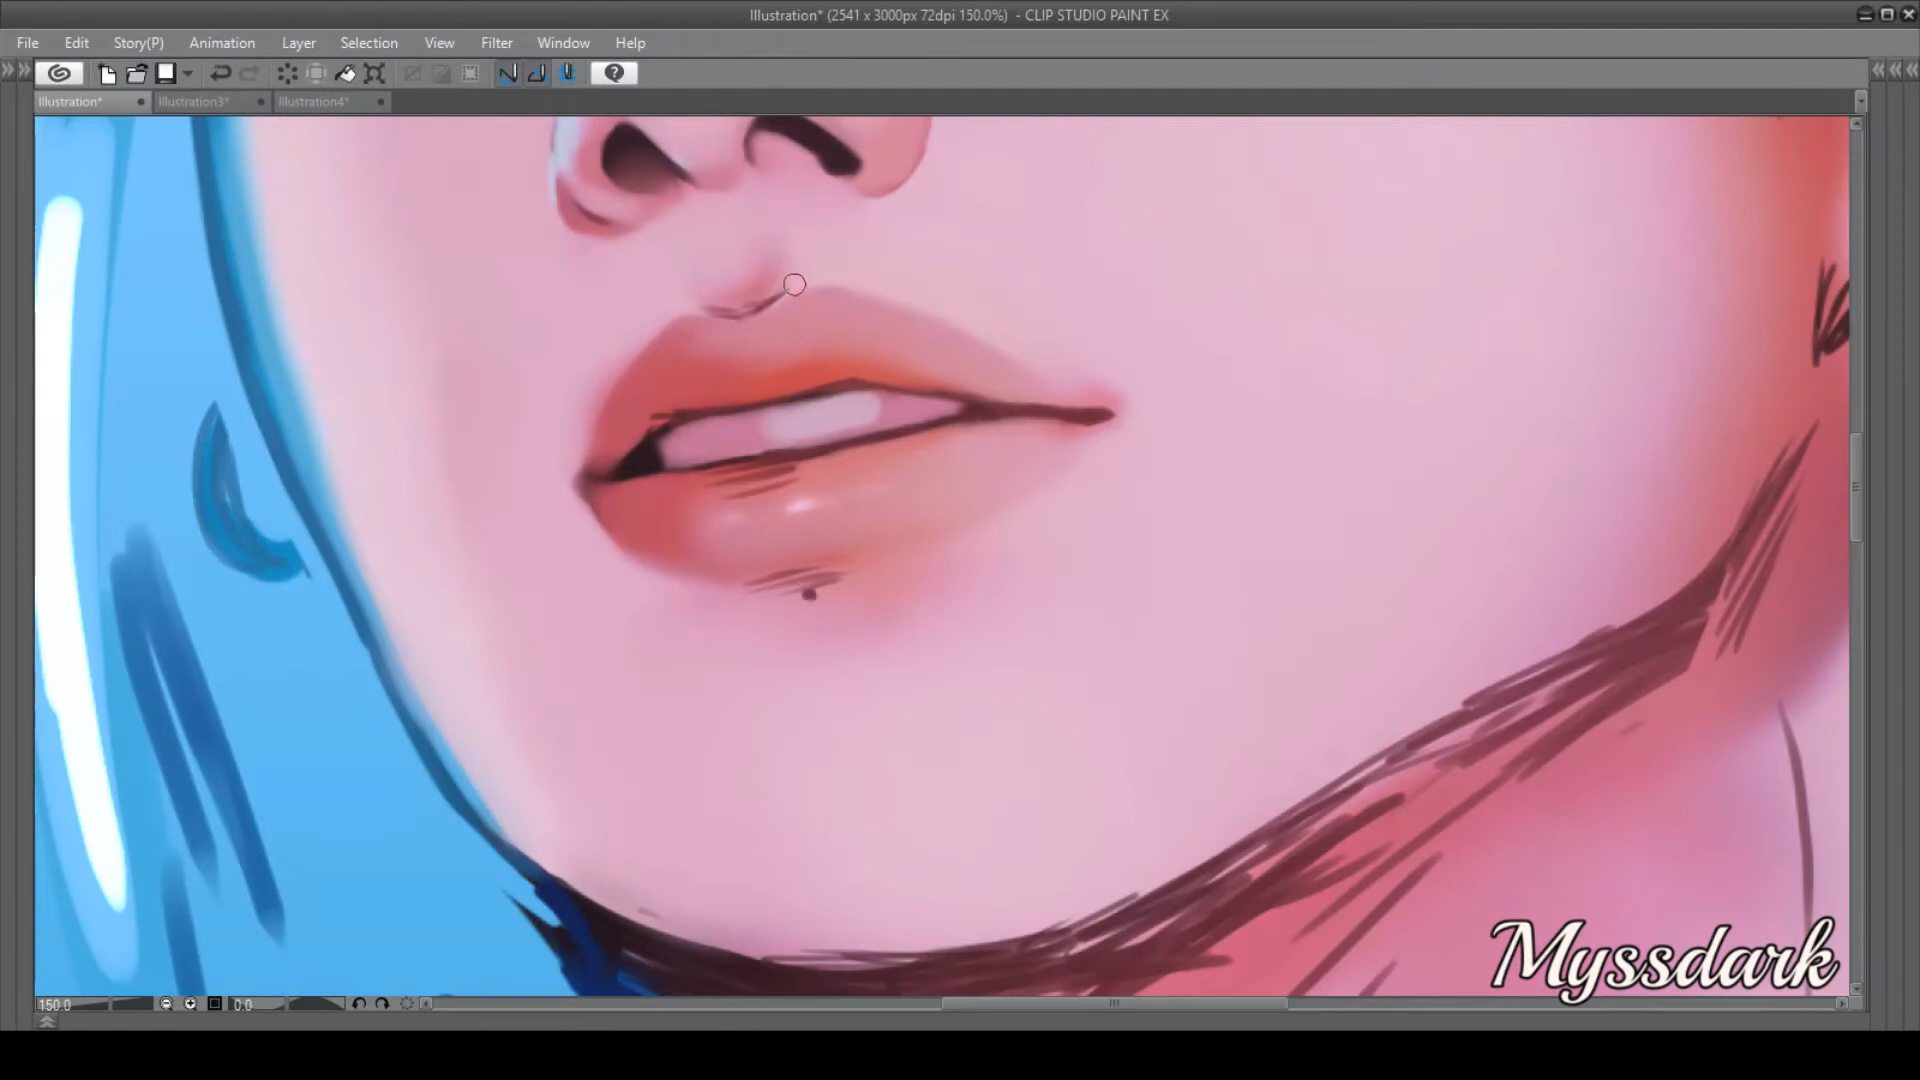 Illustration* (2541 x 3000px 72dpi 150.0%) - CLIP STUDIO PAINT EX
File Edit Story(P) Animation Layer Selection View Filter Window Help
Illustration* Illustration3* Illustration4*
Myssdark
150.0 0.0